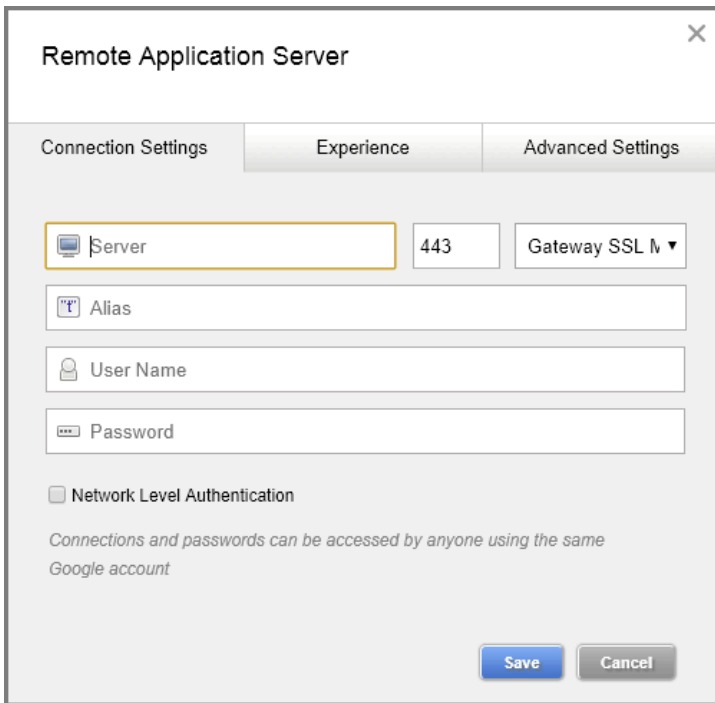 Remote Application Server
Connection Settings Experience Advanced Settings
Server 443 Gateway SSL M
"T" Alias
User Name
Password
Network Level Authentication
Connections and passwords can be accessed by anyone using the same
Google account
Save Cancel